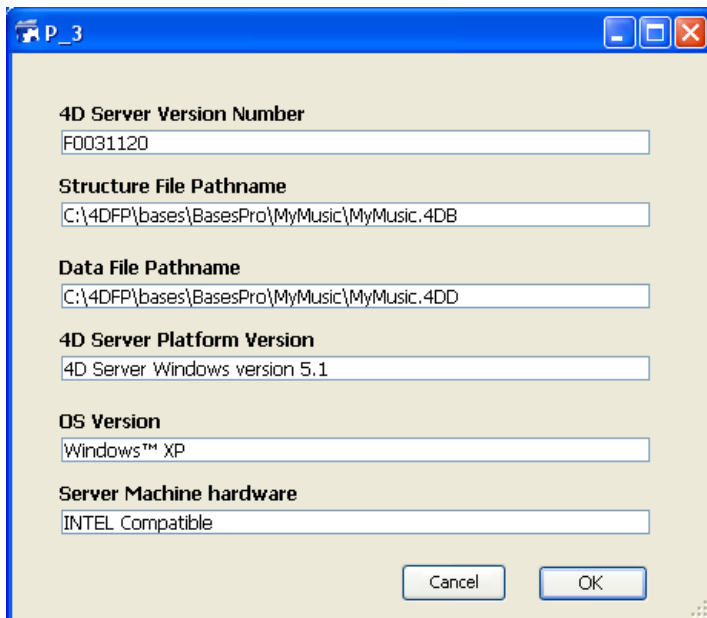 P_3
4D Server Version Number
F0031120
Structure File Pathname
C:\4DFP\bases\BasesPro\MyMusic\MyMusic.4DB
Data File Pathname
C:\4DFP\bases\BasesPro\MyMusic\MyMusic.4DD
4D Server Platform Version
4D Server Windows version 5.1
OS Version
Windows™ XP
Server Machine hardware
INTEL Compatible
Cancel OK